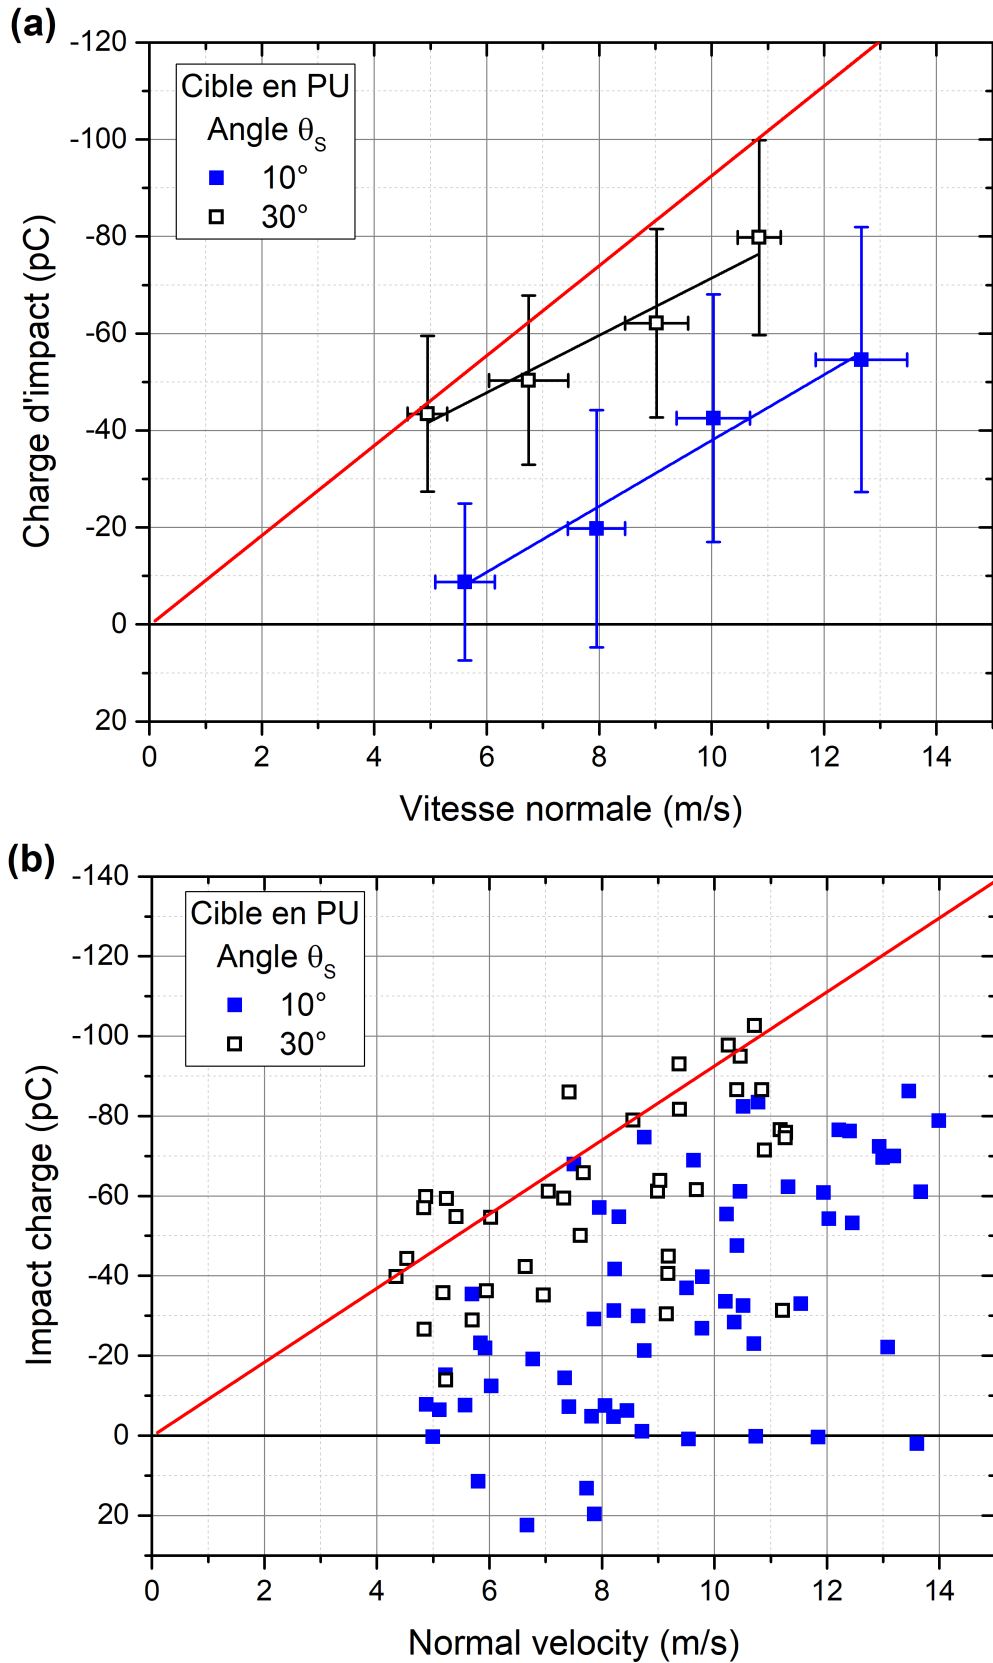 (a)
-120
-100
-80
-60
-40
-20
0
20
Charge d'impact (pC)
Cible en PU
Angle θS
10°
30°
0 2 4 6 8 10 12 14
Vitesse normale (m/s)
(b)
-140
-120
-100
-80
-60
-40
-20
0
20
Impact charge (pC)
Cible en PU
Angle θS
10°
30°
0 2 4 6 8 10 12 14
Normal velocity (m/s)